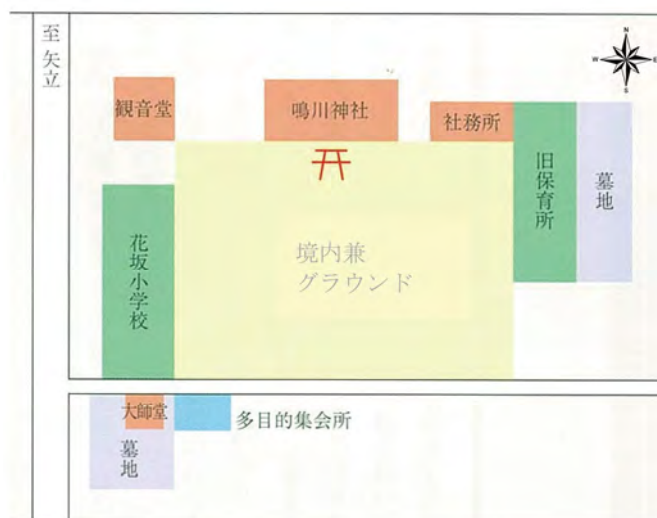 至 矢立
N
W
E
S
観音堂
鳴川神社
社務所
旧保育所
墓地
花坂小学校
境内兼
グラウンド
大師堂
多目的集会所
墓地